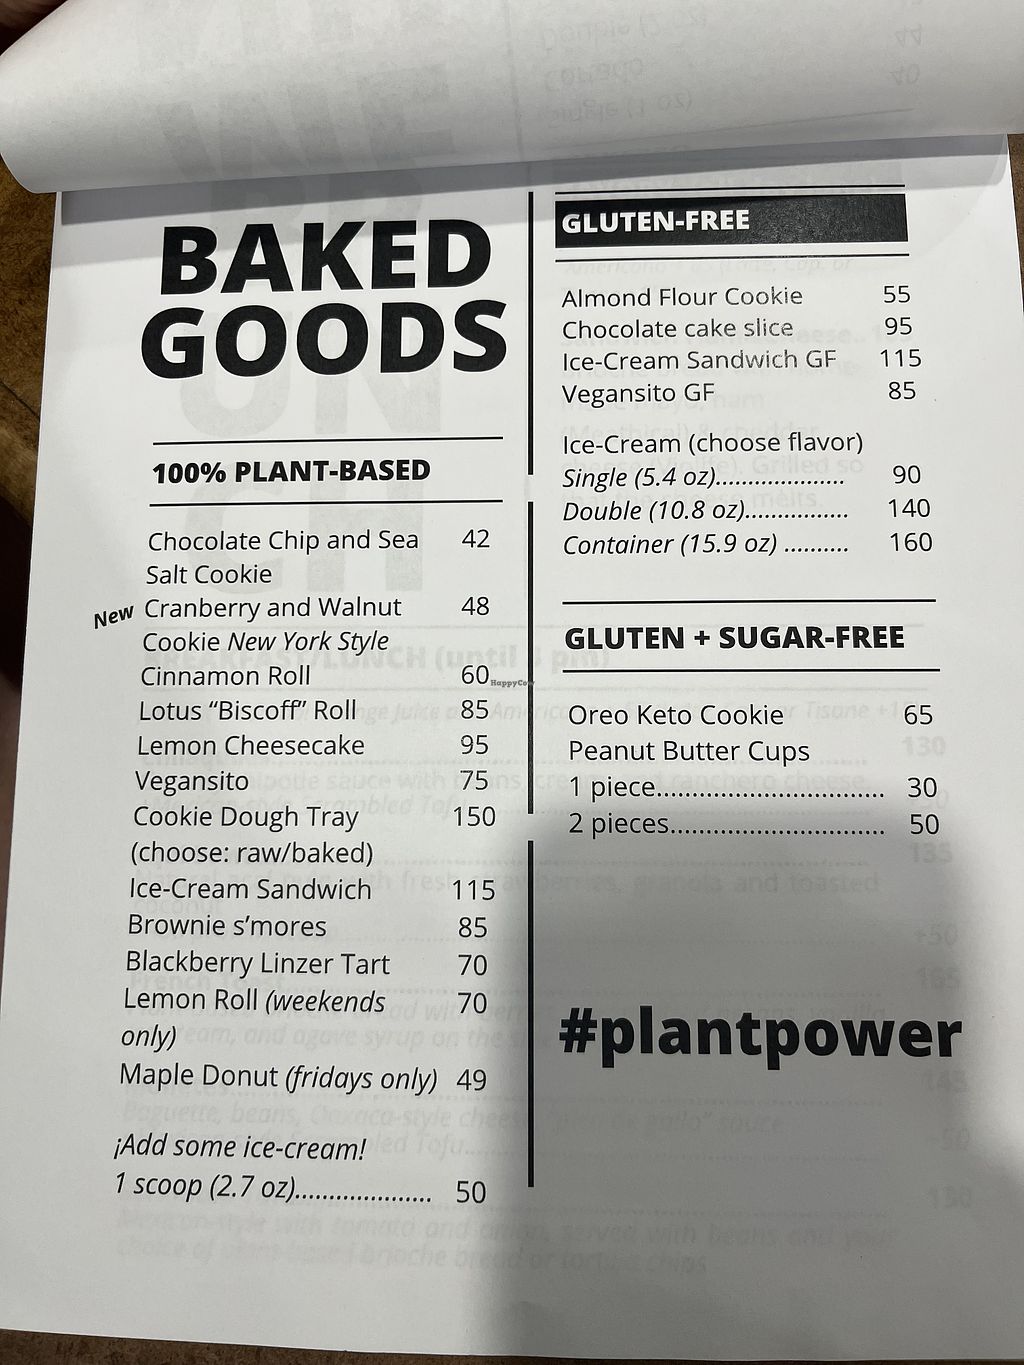 BAKED
GOODS
100% PLANT-BASED
Chocolate Chip and Sea 42
Salt Cookie
New Cranberry and Walnut 48
Cookie New York Style
Cinnamon Roll 60
Lotus “Biscoff” Roll 85
Lemon Cheesecake 95
Vegansito 75
Cookie Dough Tray 150
(choose: raw/baked)
Ice-Cream Sandwich 115
Brownie s’mores 85
Blackberry Linzer Tart 70
Lemon Roll (weekends 70
only)
Maple Donut (fridays only) 49
¡Add some ice-cream!
1 scoop (2.7 oz)..................... 50
GLUTEN-FREE
Almond Flour Cookie 55
Chocolate cake slice 95
Ice-Cream Sandwich GF 115
Vegansito GF 85
Ice-Cream (choose flavor)
Single (5.4 oz)................... 90
Double (10.8 oz)................ 140
Container (15.9 oz) .......... 160
GLUTEN + SUGAR-FREE
Oreo Keto Cookie 65
Peanut Butter Cups
1 piece.................................. 30
2 pieces................................ 50
#plantpower
HappyCow